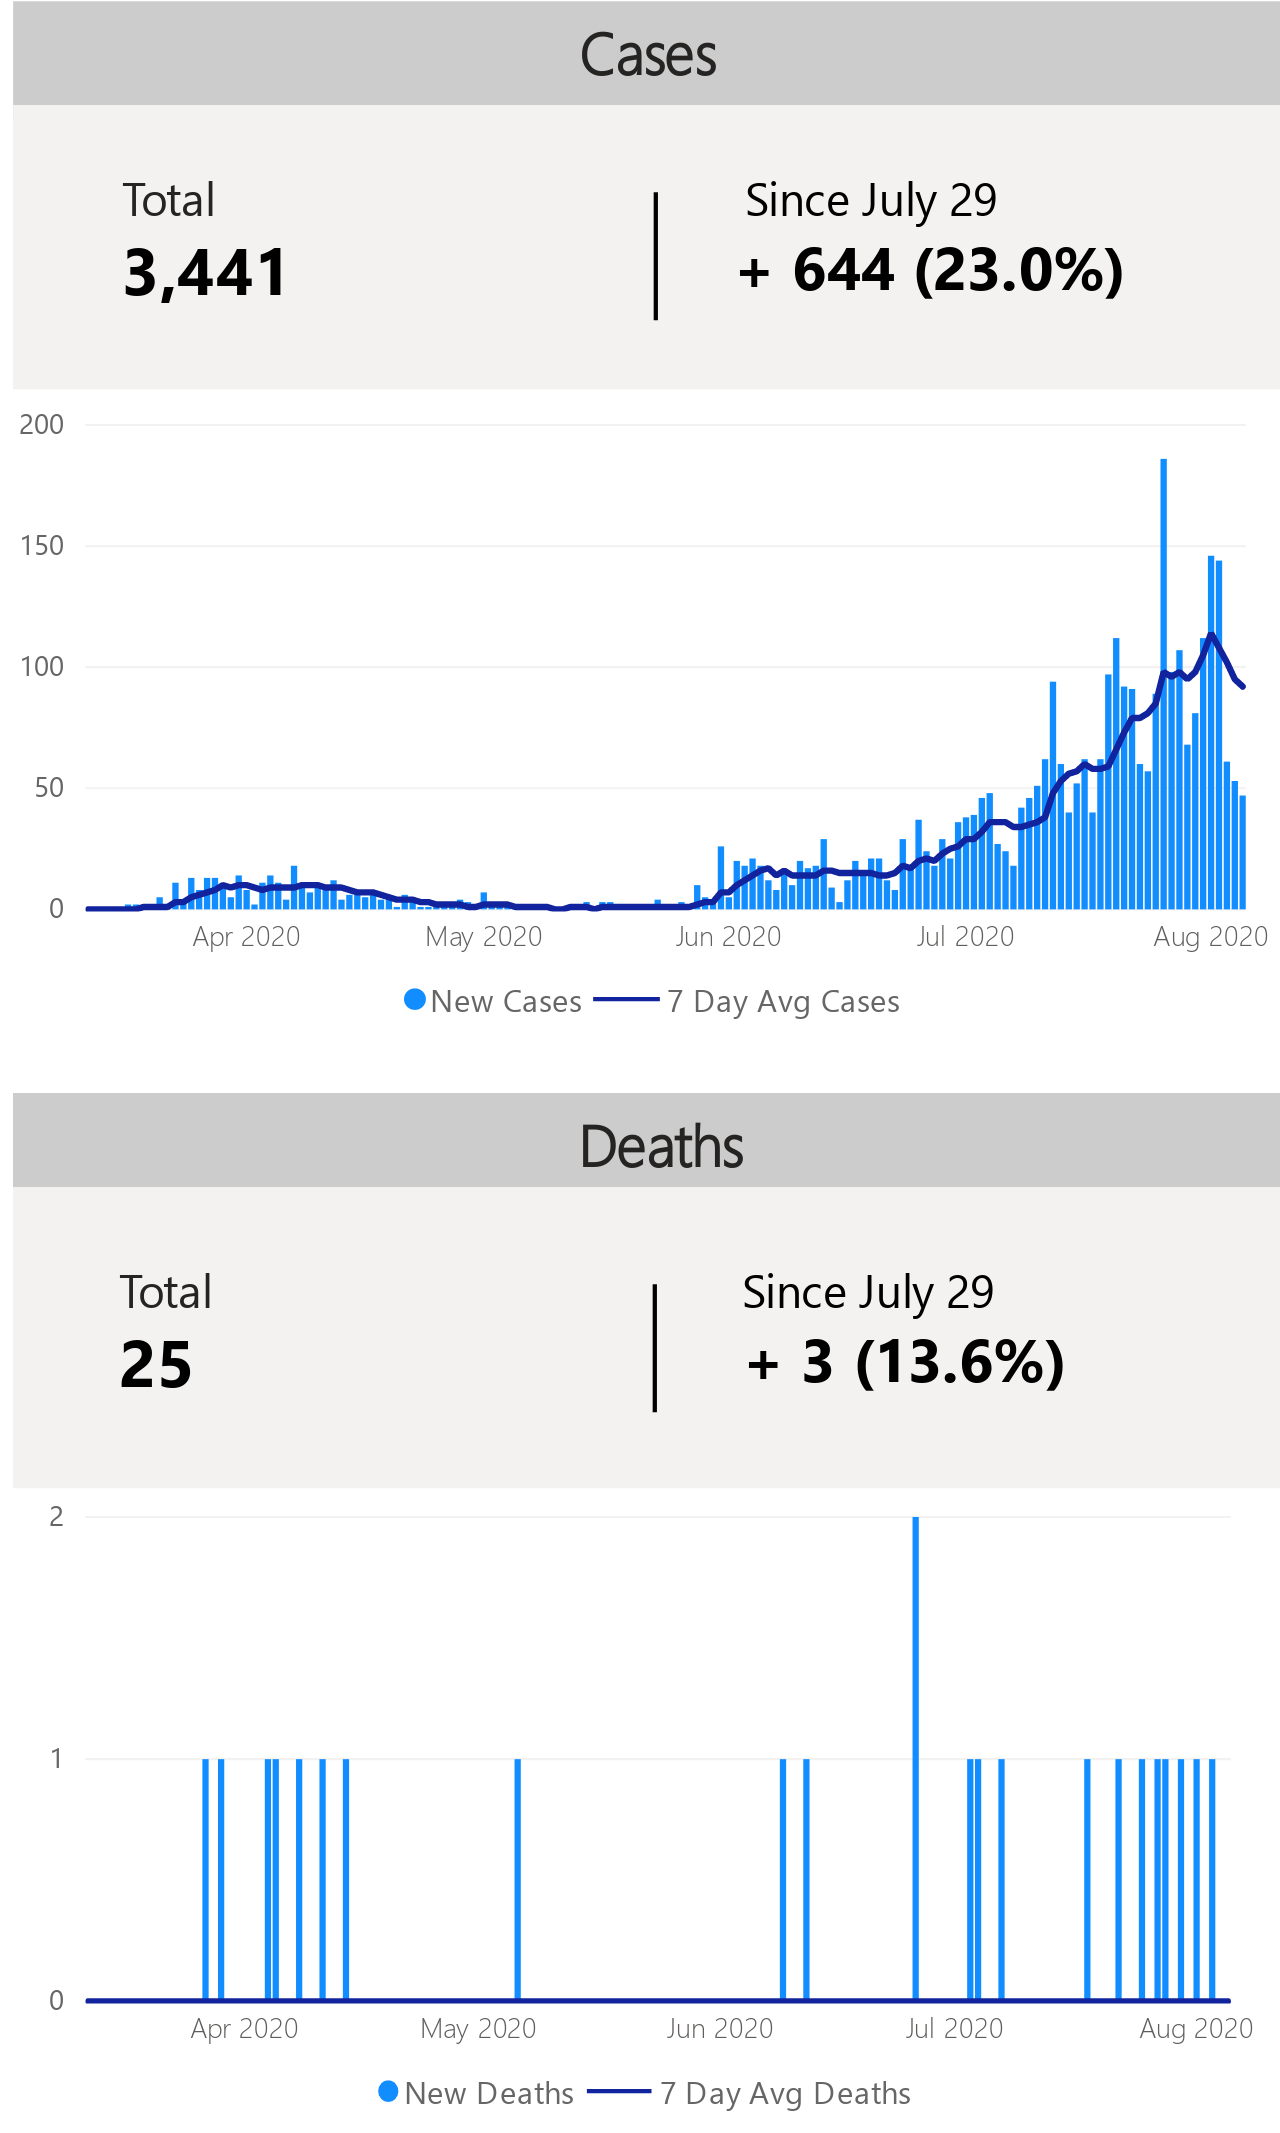 Cases
Total
3,441
Since July 29
+ 644 (23.0%)
200
150
100
50
0
Apr 2020
May 2020
Jun 2020
Jul 2020
Aug 2020
New Cases
7 Day Avg Cases
Deaths
Total
25
Since July 29
+ 3 (13.6%)
2
1
0
Apr 2020
May 2020
Jun 2020
Jul 2020
Aug 2020
New Deaths
7 Day Avg Deaths